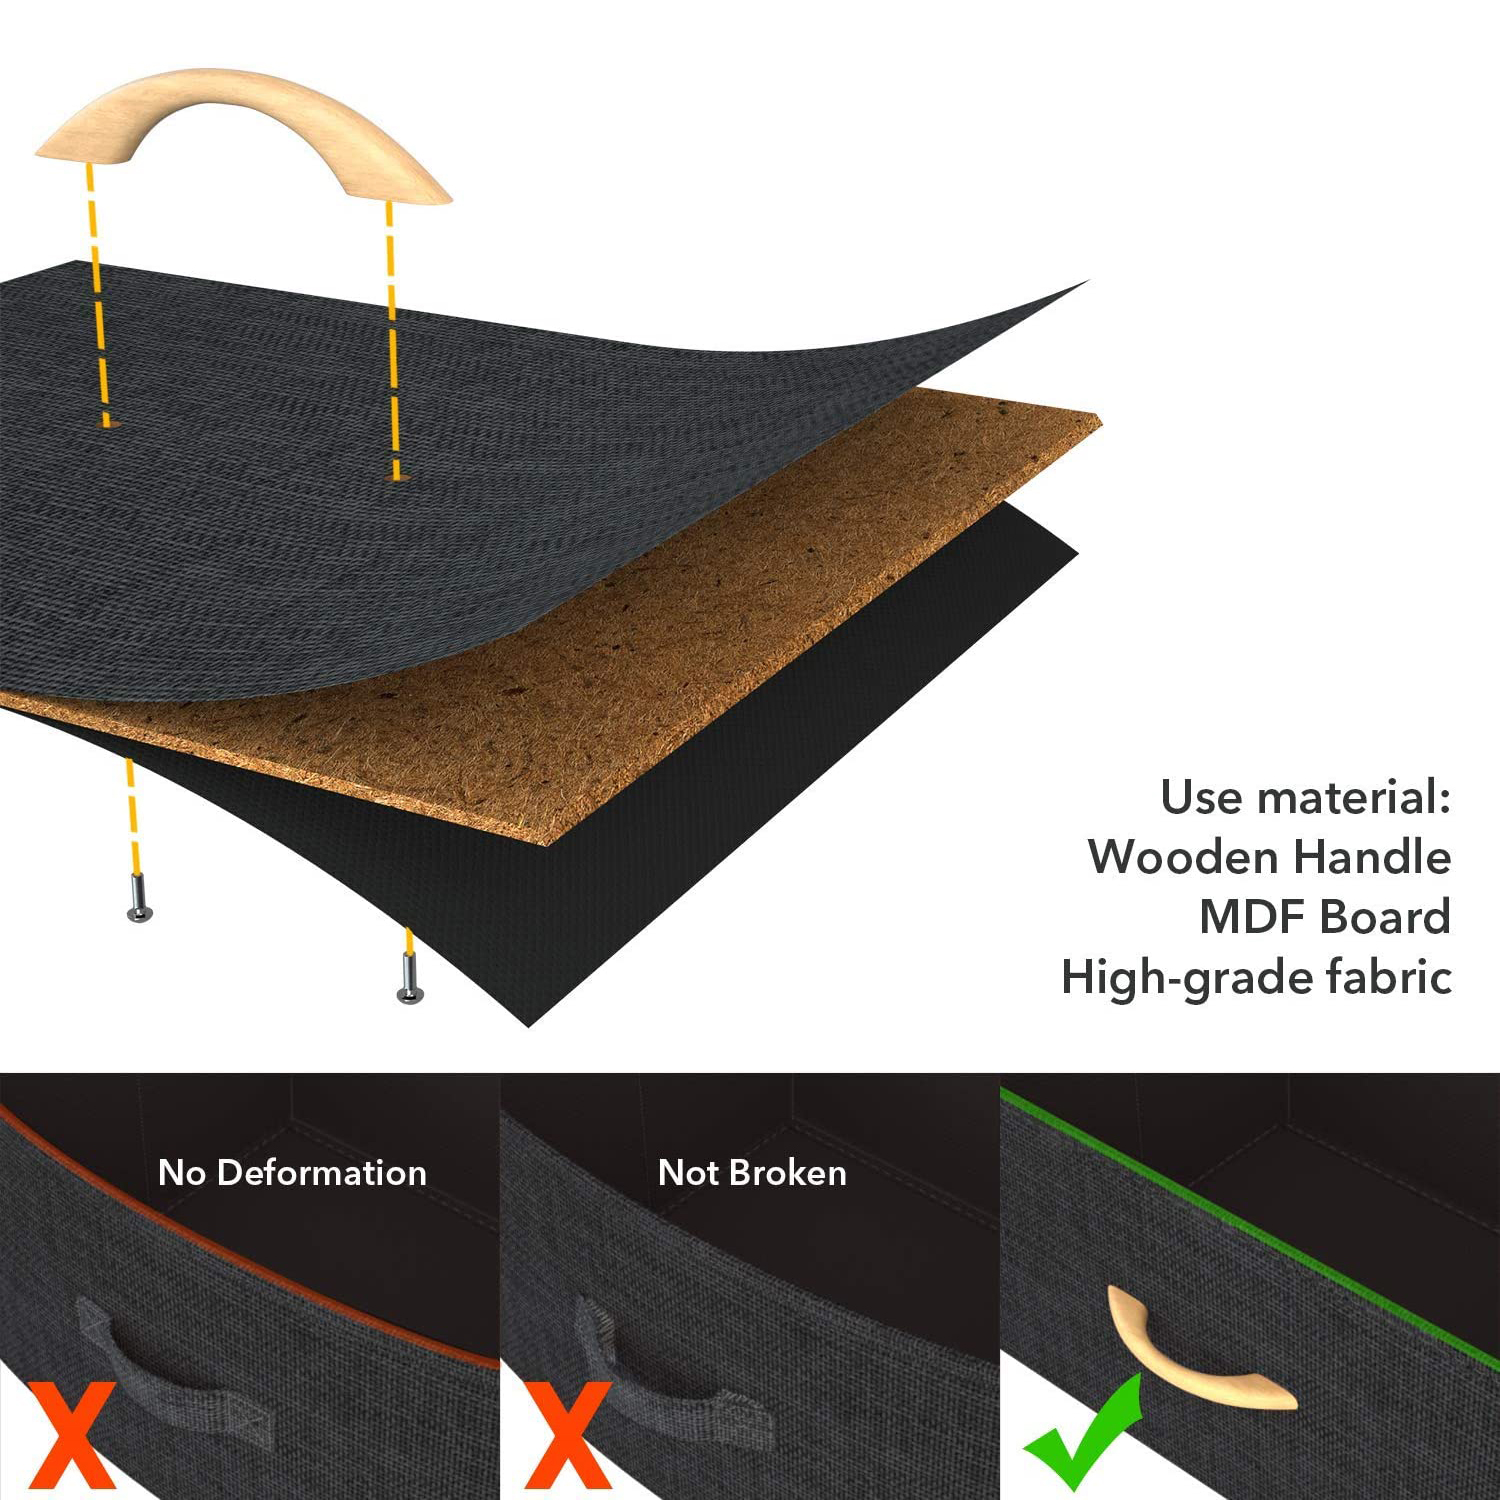 Use material:
Wooden Handle
MDF Board
High-grade fabric
No Deformation
Not Broken